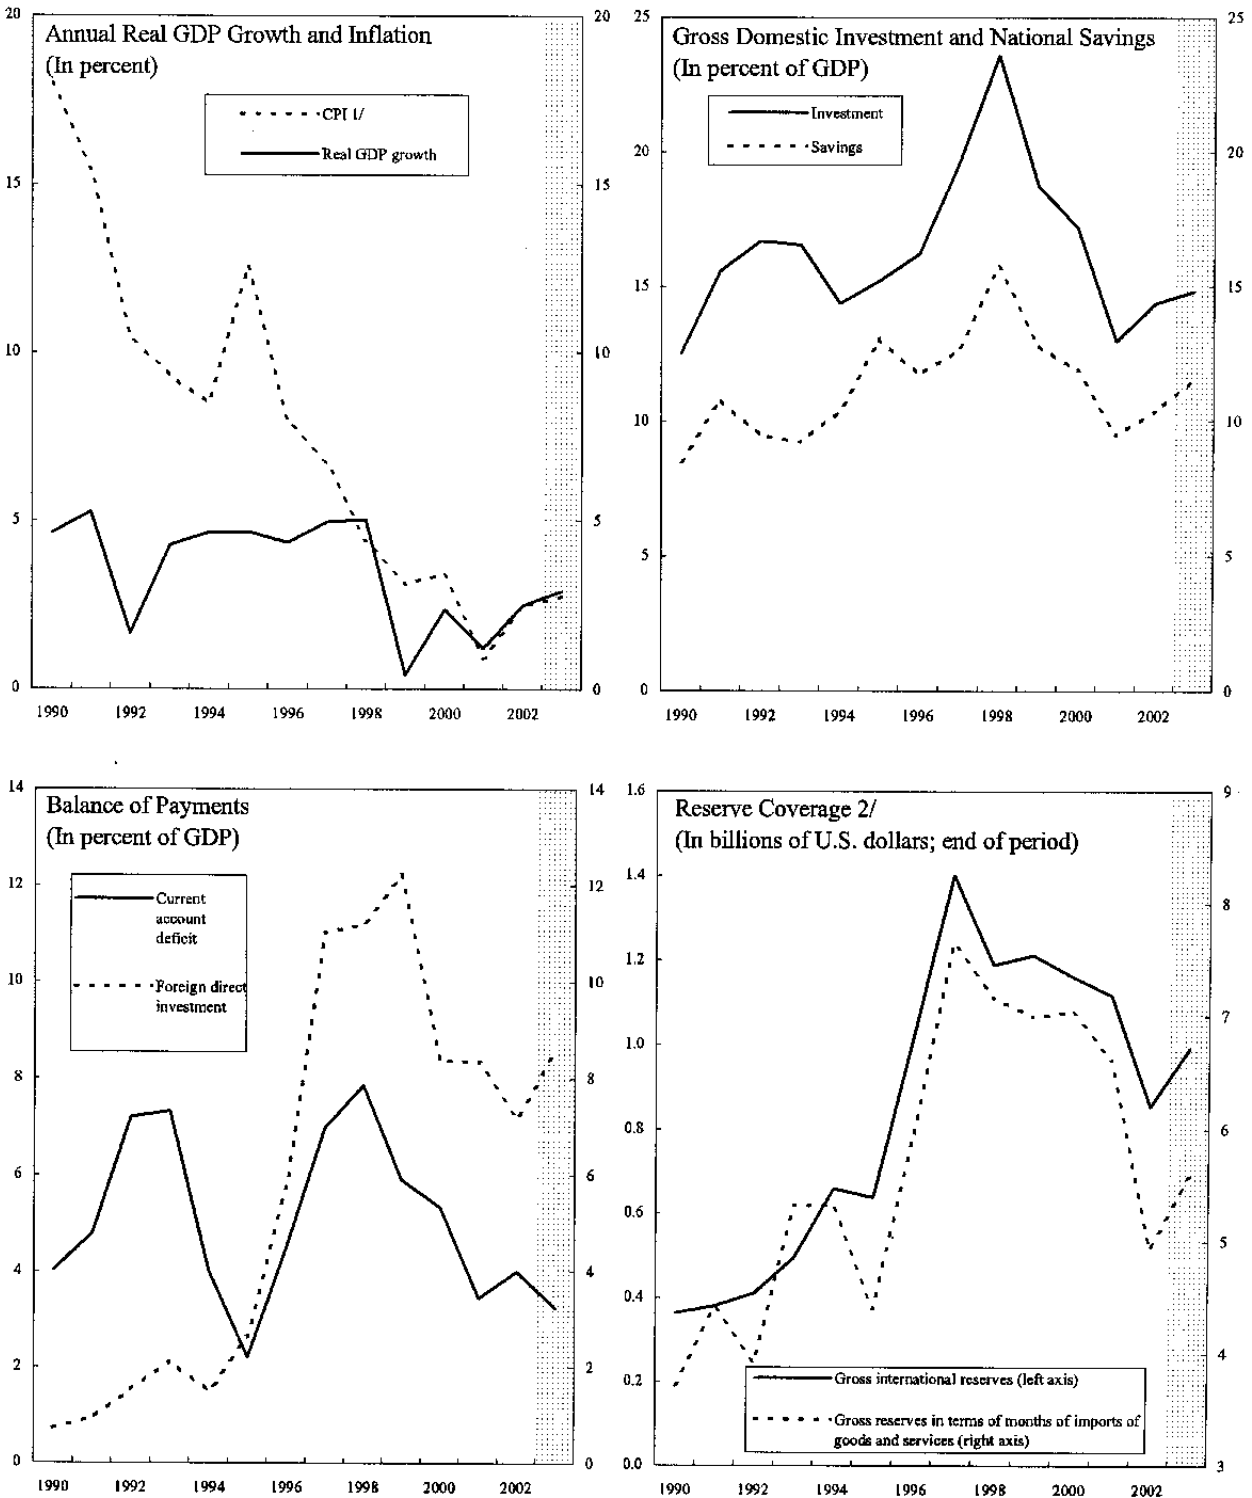 Annual Real GDP Growth and Inflation
(In percent)
CPI 1/
Real GDP growth
20
15
10
5
0
20
15
10
5
0
1990 1992 1994 1996 1998 2000 2002
Gross Domestic Investment and National Savings
(In percent of GDP)
Investment
Savings
25
20
15
10
5
0
25
20
15
10
5
0
1990 1992 1994 1996 1998 2000 2002
Balance of Payments
(In percent of GDP)
Current
account
deficit
Foreign direct
investment
14
12
10
8
6
4
2
0
14
12
10
8
6
4
2
0
1990 1992 1994 1996 1998 2000 2002
Reserve Coverage 2/
(In billions of U.S. dollars; end of period)
1.6
1.4
1.2
1.0
0.8
0.6
0.4
0.2
0.0
9
8
7
6
5
4
3
Gross international reserves (left axis)
Gross reserves in terms of months of imports of
goods and services (right axis)
1990 1992 1994 1996 1998 2000 2002